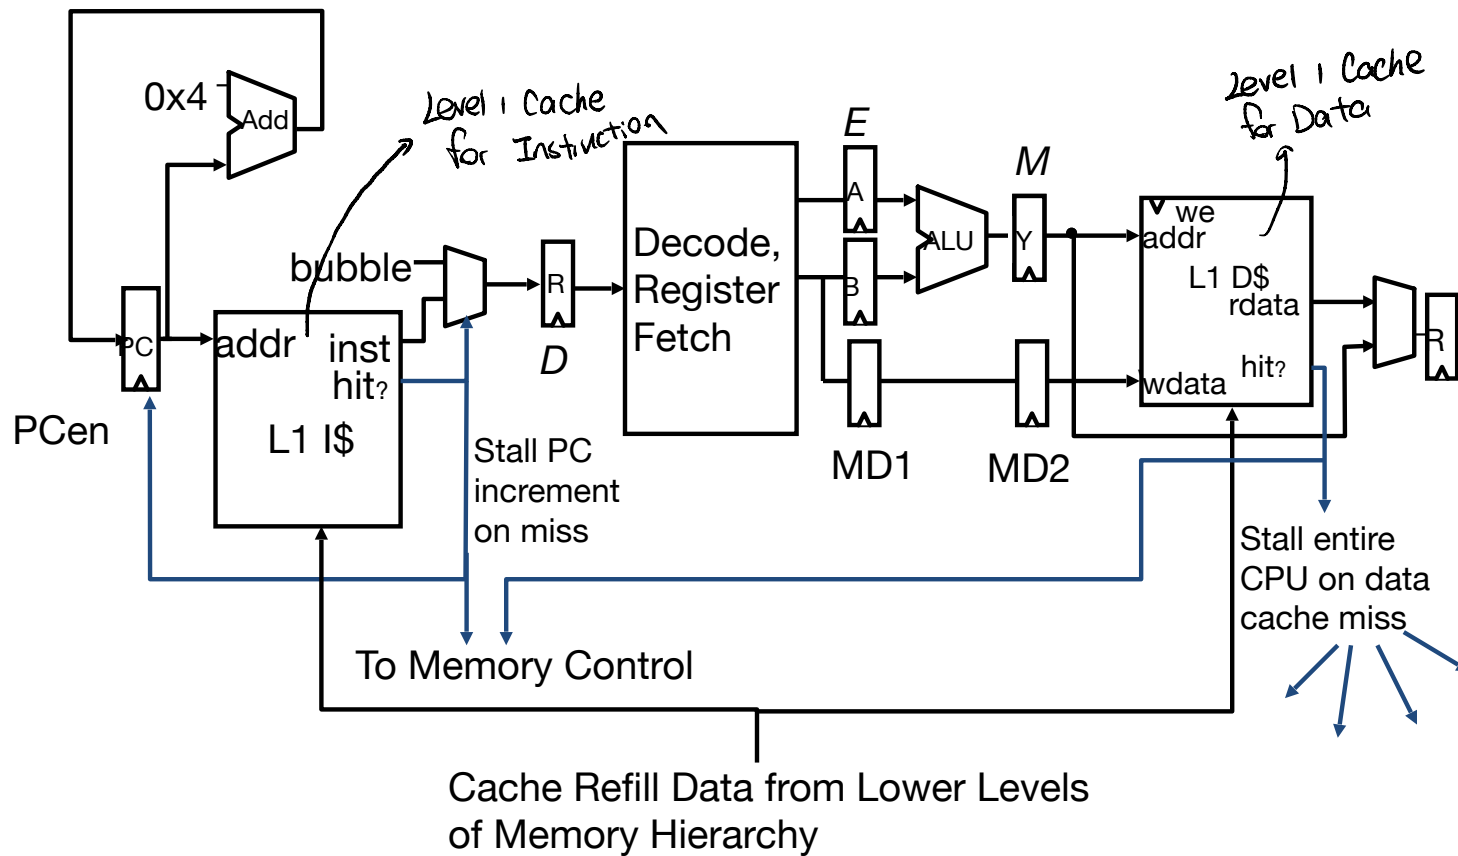 0x4
Add
Level 1 Cache
for Instruction
Level 1 Cache
for Data
E
M
A
B
ALU
Y
we
addr
L1 D$
rdata
hit?
wdata
R
bubble
R
D
Decode,
Register
Fetch
PC
addr
inst
hit?
L1 I$
PCen
Stall PC
increment
on miss
MD1
MD2
Stall entire
CPU on data
cache miss
To Memory Control
Cache Refill Data from Lower Levels
of Memory Hierarchy